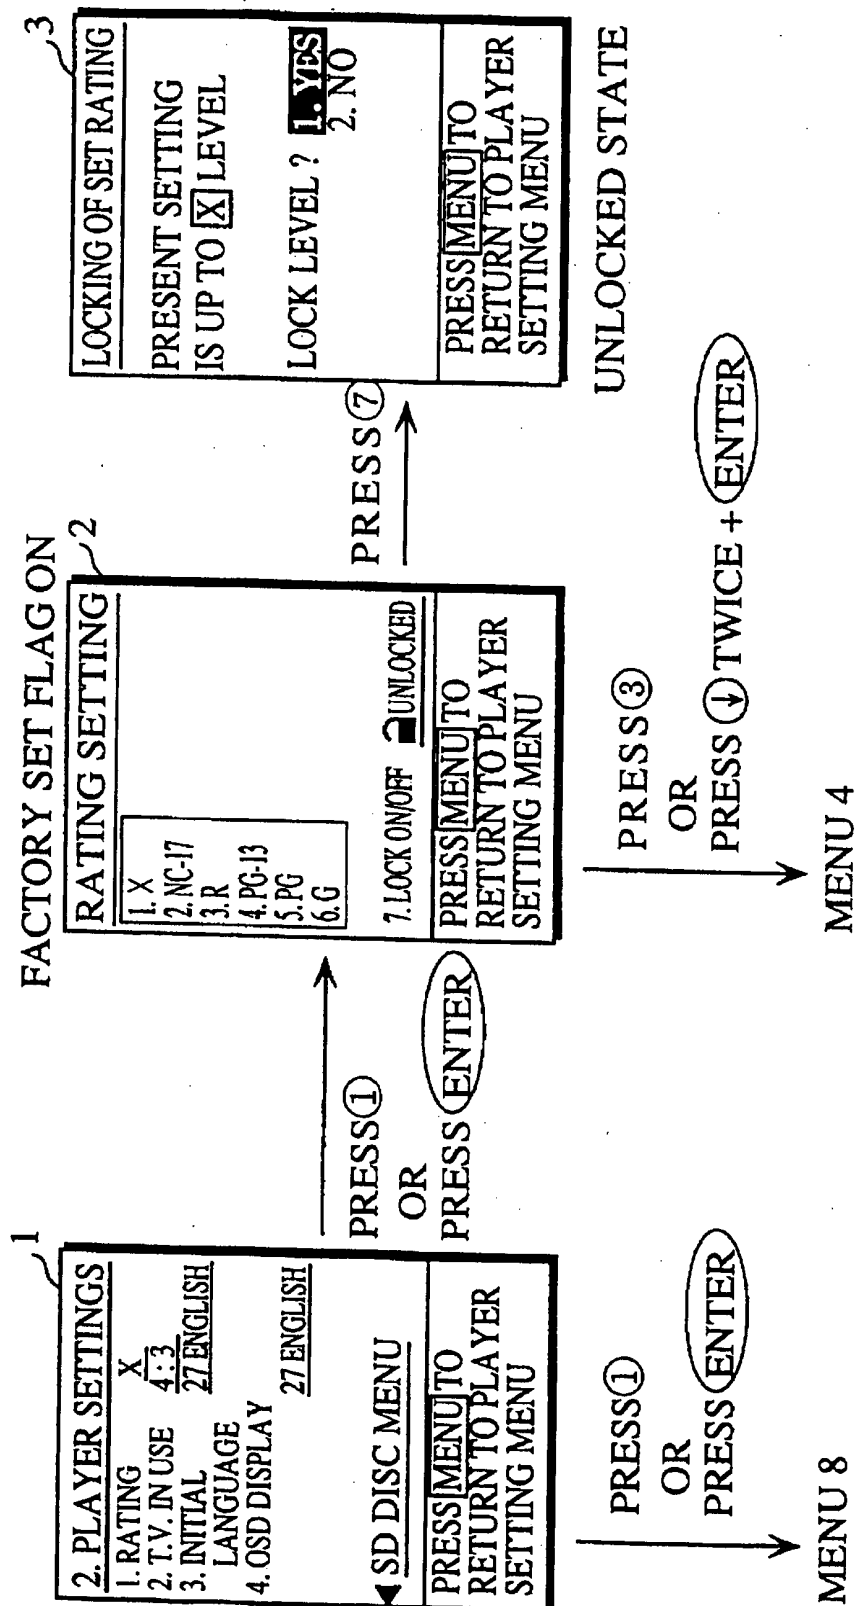 FACTORY SET FLAG ON
1
2. PLAYER SETTINGS
1. RATING X
2. T.V. IN USE 4:3
3. INITIAL 27 ENGLISH
LANGUAGE
4. OSD DISPLAY
27 ENGLISH
SD DISC MENU
PRESS MENU TO
RETURN TO PLAYER
SETTING MENU
PRESS ①
OR
PRESS ENTER
MENU 8
PRESS ①
OR
PRESS ENTER
2
RATING SETTING
1. X
2. NC-17
3. R
4. PG-13
5. PG
6. G
7. LOCK ON/OFF UNLOCKED
PRESS MENU TO
RETURN TO PLAYER
SETTING MENU
PRESS ③
OR
PRESS ↓ TWICE + ENTER
MENU 4
PRESS ⑦
3
LOCKING OF SET RATING
PRESENT SETTING
IS UP TO X LEVEL
LOCK LEVEL ? 1. YES
2. NO
PRESS MENU TO
RETURN TO PLAYER
SETTING MENU
UNLOCKED STATE